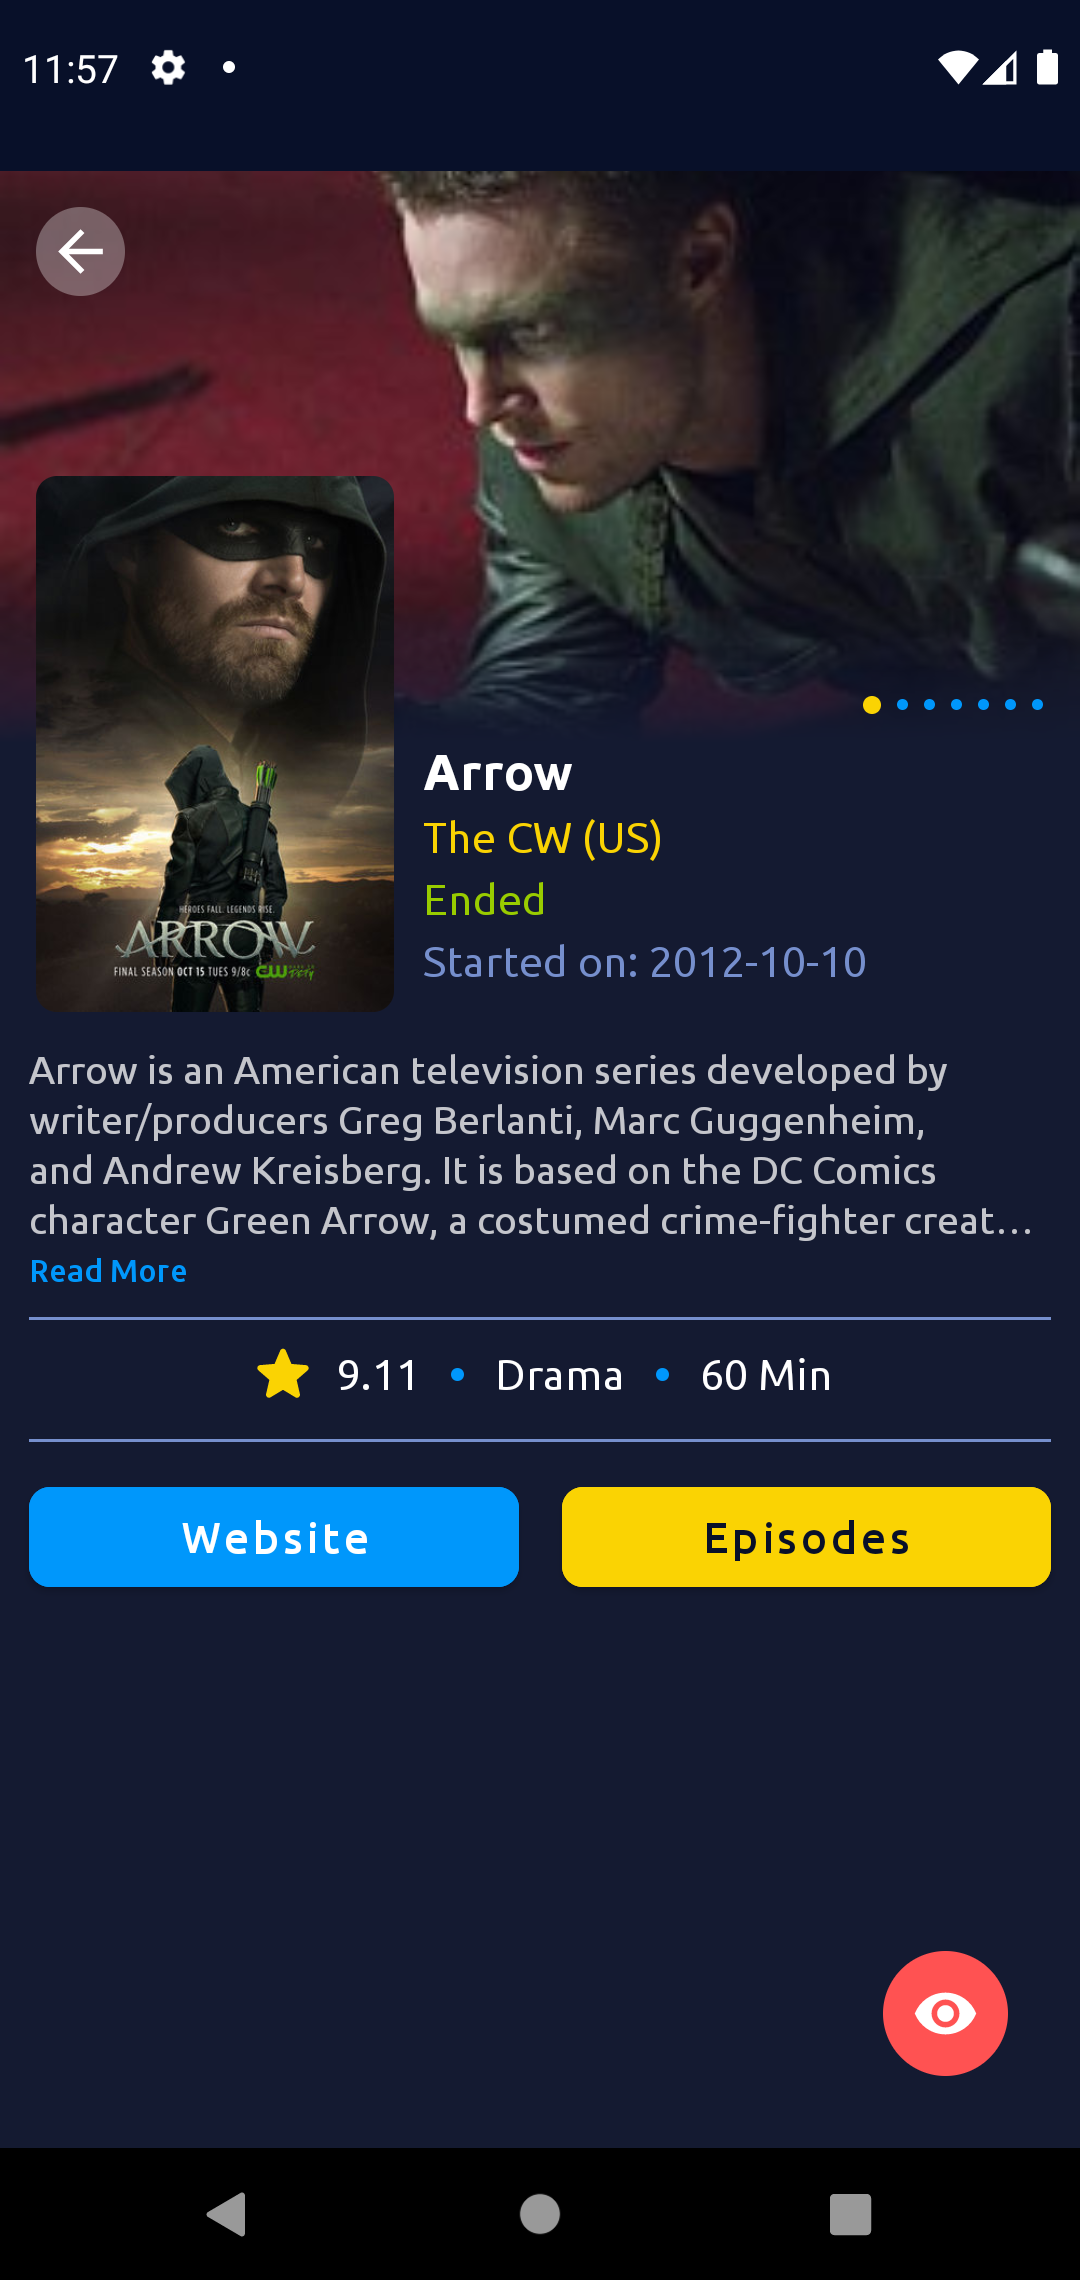 11:57
HEROES FALL. LEGENDS RISE.
ARROW
FINAL SEASON OCT 15 TUES 9/8c CW
Arrow
The CW (US)
Ended
Started on: 2012-10-10
Arrow is an American television series developed by
writer/producers Greg Berlanti, Marc Guggenheim,
and Andrew Kreisberg. It is based on the DC Comics
character Green Arrow, a costumed crime-fighter creat...
Read More
9.11 • Drama • 60 Min
Website
Episodes